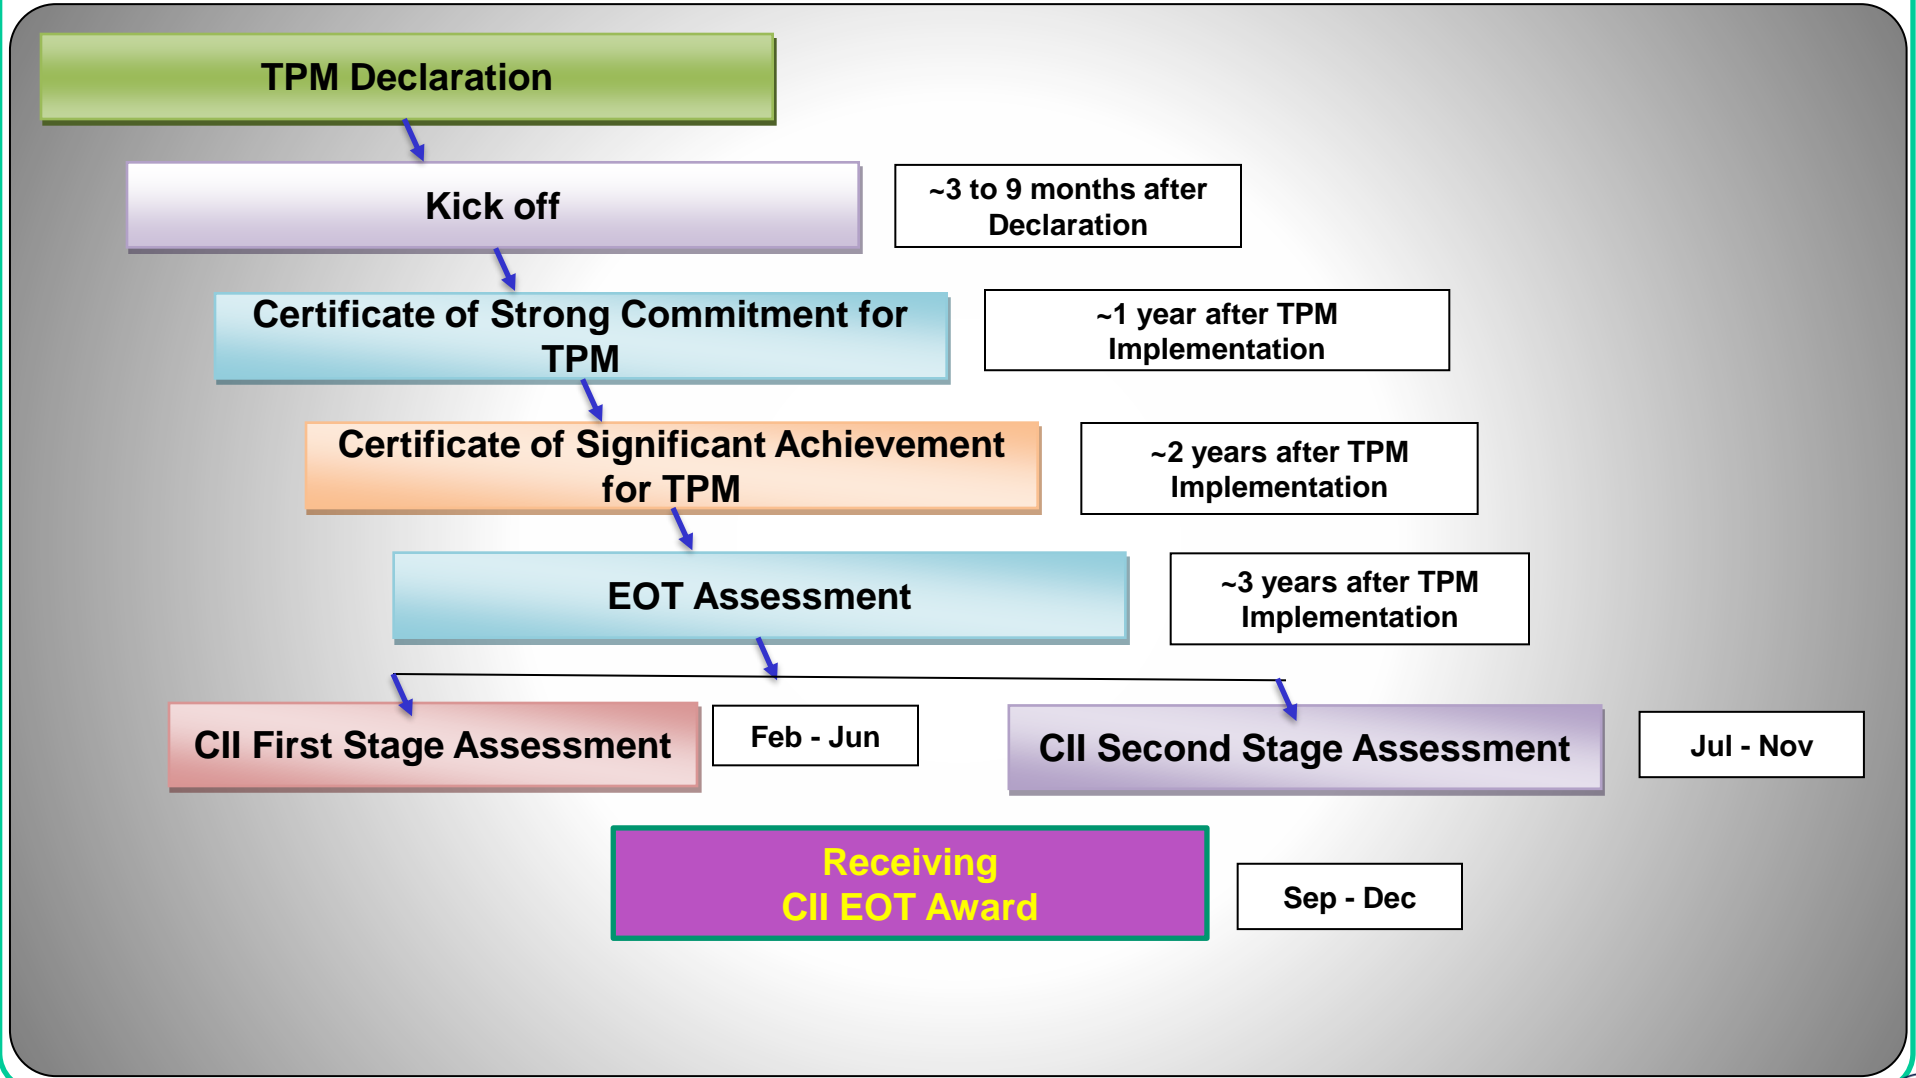 TPM Declaration
Kick off
~3 to 9 months after
Declaration
Certificate of Strong Commitment for
TPM
~1 year after TPM
Implementation
Certificate of Significant Achievement
for TPM
~2 years after TPM
Implementation
EOT Assessment
~3 years after TPM
Implementation
CII First Stage Assessment
Feb - Jun
CII Second Stage Assessment
Jul - Nov
Receiving
CII EOT Award
Sep - Dec